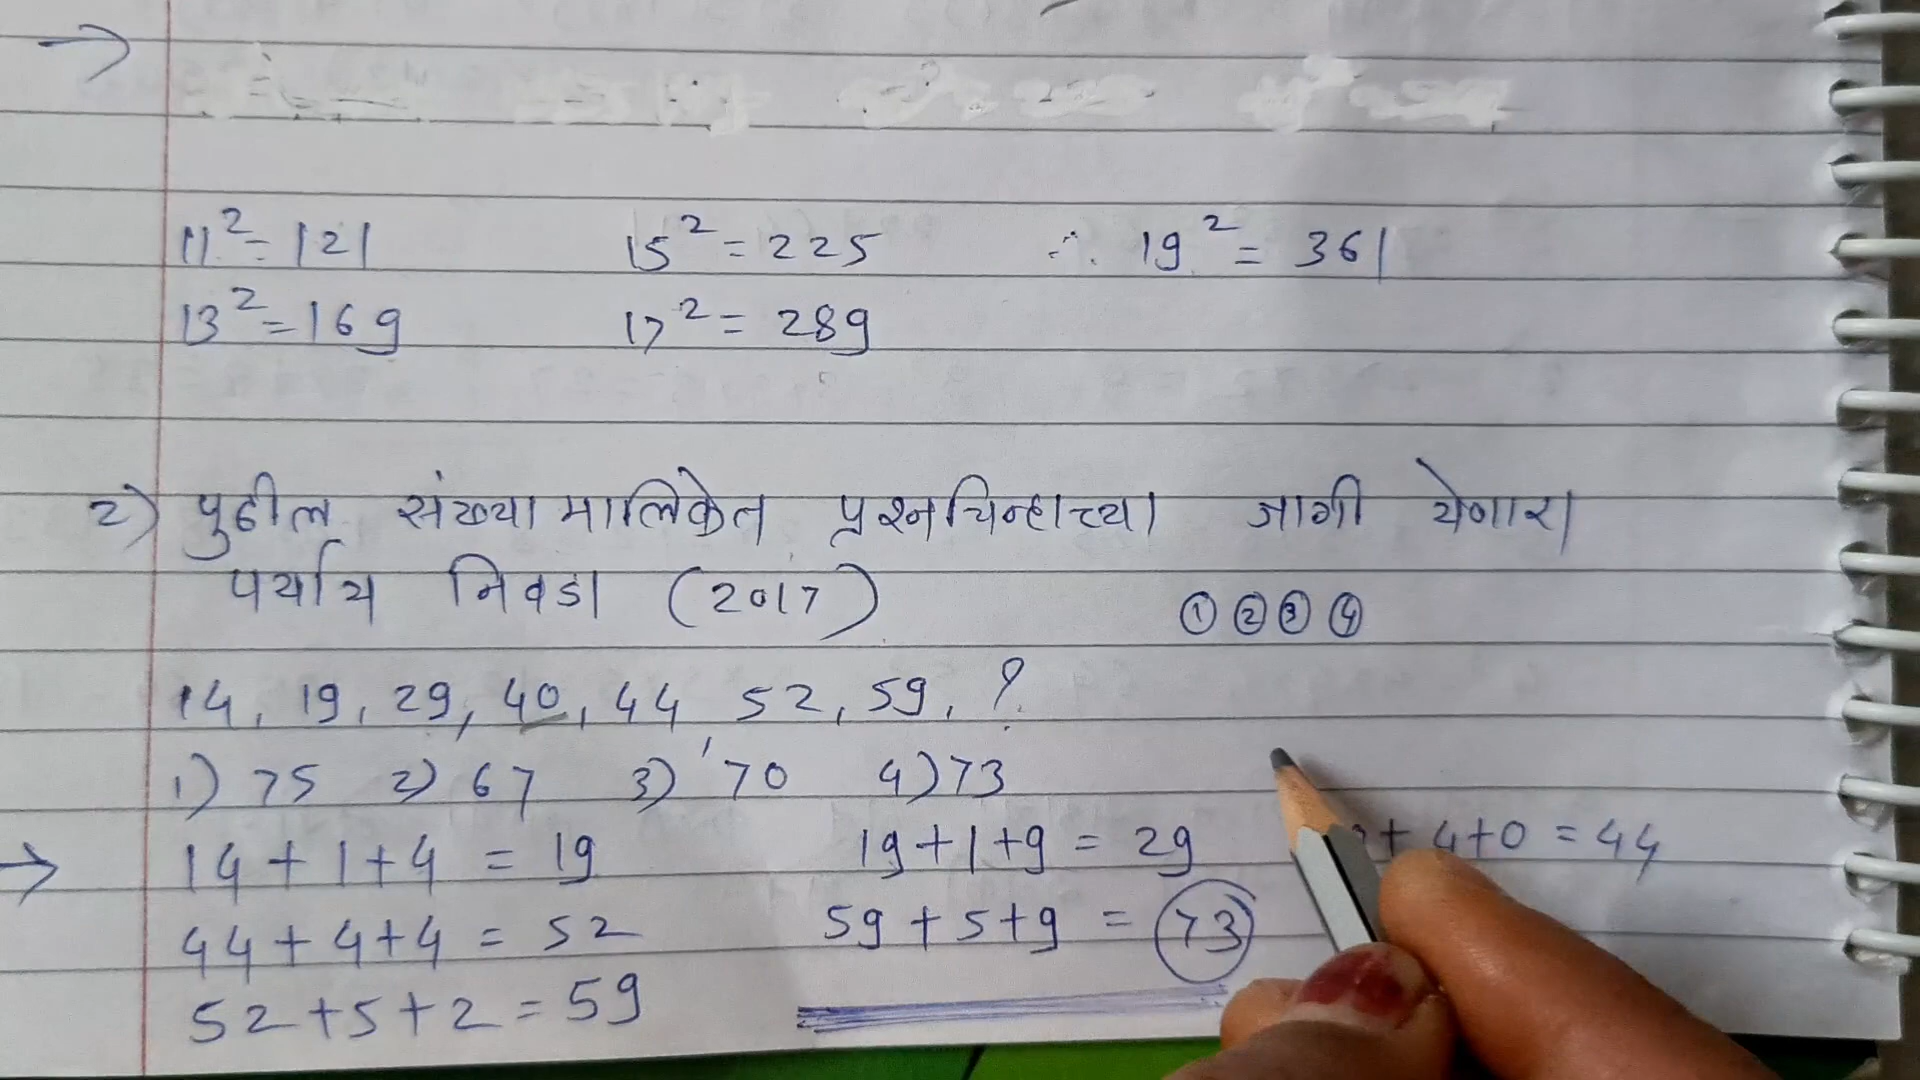 11² = 121 15² = 225 ∴ 19² = 361
13² = 169 17² = 289
2) पुढील संख्यामालिकेत प्रश्नचिन्हाच्या जागी येणारा
पर्याय निवडा (2017) ① ② ③ ④
14, 19, 29, 40, 44 52, 59, ?
1) 75 2) 67 3) 70 4) 73
→ 14 + 1 + 4 = 19 19 + 1 + 9 = 29 + 4 + 0 = 44
44 + 4 + 4 = 52 59 + 5 + 9 = 73
52 + 5 + 2 = 59